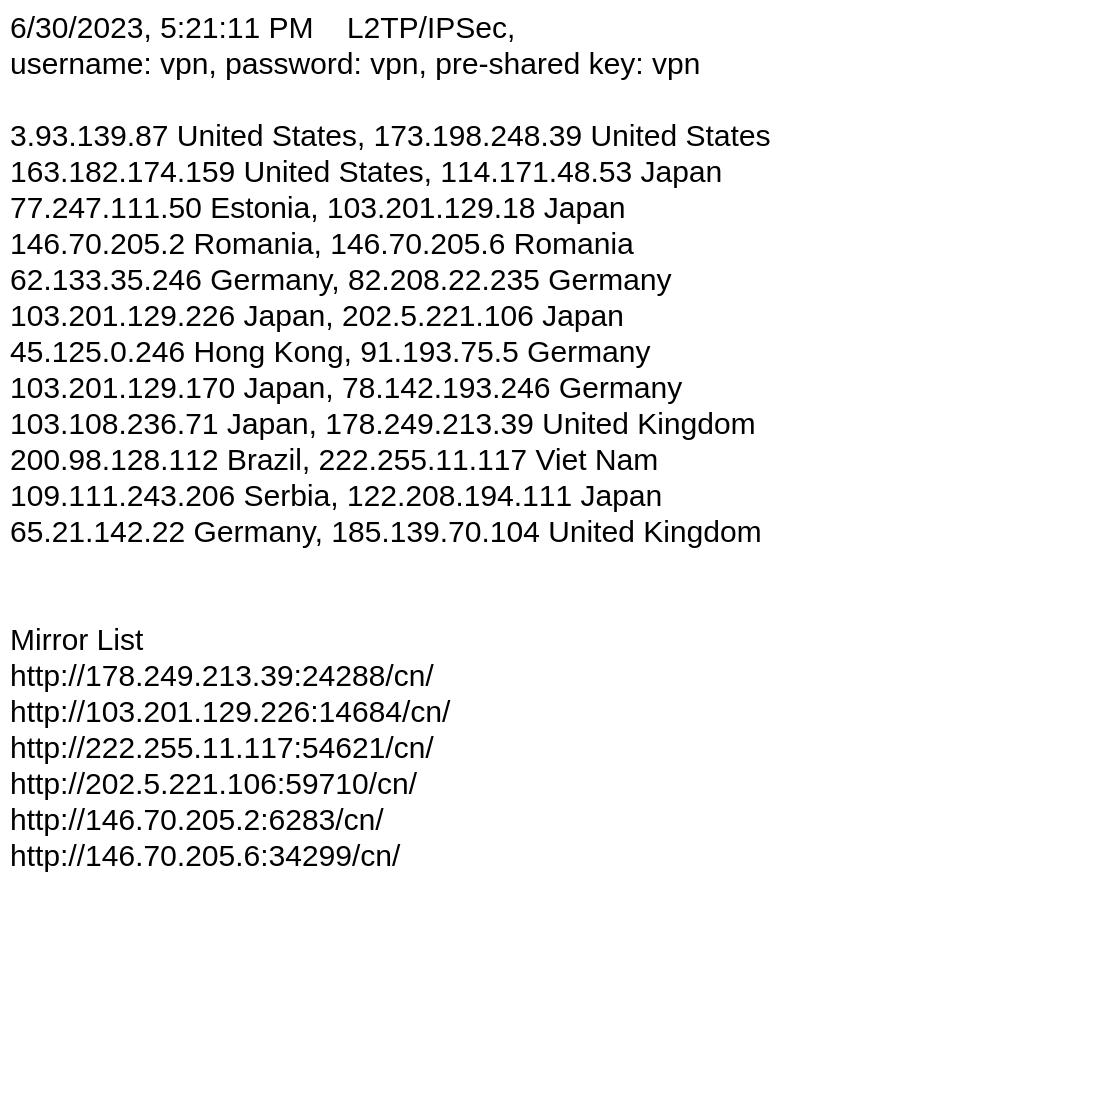 6/30/2023, 5:21:11 PM    L2TP/IPSec,
username: vpn, password: vpn, pre-shared key: vpn
3.93.139.87 United States, 173.198.248.39 United States
163.182.174.159 United States, 114.171.48.53 Japan
77.247.111.50 Estonia, 103.201.129.18 Japan
146.70.205.2 Romania, 146.70.205.6 Romania
62.133.35.246 Germany, 82.208.22.235 Germany
103.201.129.226 Japan, 202.5.221.106 Japan
45.125.0.246 Hong Kong, 91.193.75.5 Germany
103.201.129.170 Japan, 78.142.193.246 Germany
103.108.236.71 Japan, 178.249.213.39 United Kingdom
200.98.128.112 Brazil, 222.255.11.117 Viet Nam
109.111.243.206 Serbia, 122.208.194.111 Japan
65.21.142.22 Germany, 185.139.70.104 United Kingdom
Mirror List
http://178.249.213.39:24288/cn/
http://103.201.129.226:14684/cn/
http://222.255.11.117:54621/cn/
http://202.5.221.106:59710/cn/
http://146.70.205.2:6283/cn/
http://146.70.205.6:34299/cn/